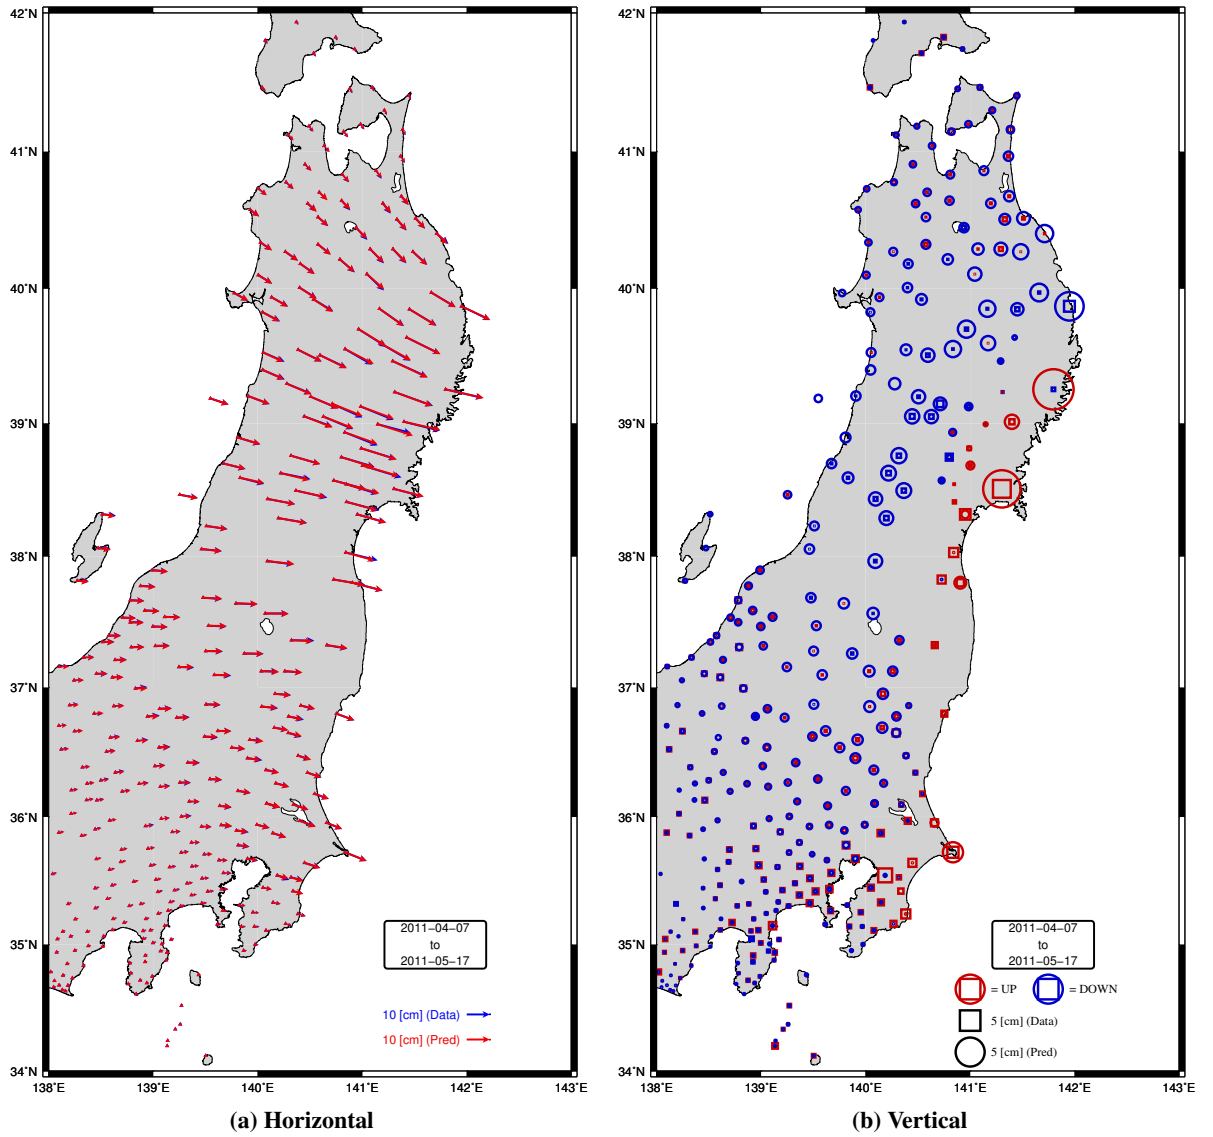 42˚N
41˚N
40˚N
39˚N
38˚N
37˚N
36˚N
35˚N
34˚N
138˚E 139˚E 140˚E 141˚E 142˚E 143˚E
2011−04−07
to
2011−05−17
10 [cm] (Data)
10 [cm] (Pred)
(a) Horizontal
42˚N
41˚N
40˚N
39˚N
38˚N
37˚N
36˚N
35˚N
34˚N
138˚E 139˚E 140˚E 141˚E 142˚E 143˚E
2011−04−07
to
2011−05−17
= UP = DOWN
5 [cm] (Data)
5 [cm] (Pred)
(b) Vertical